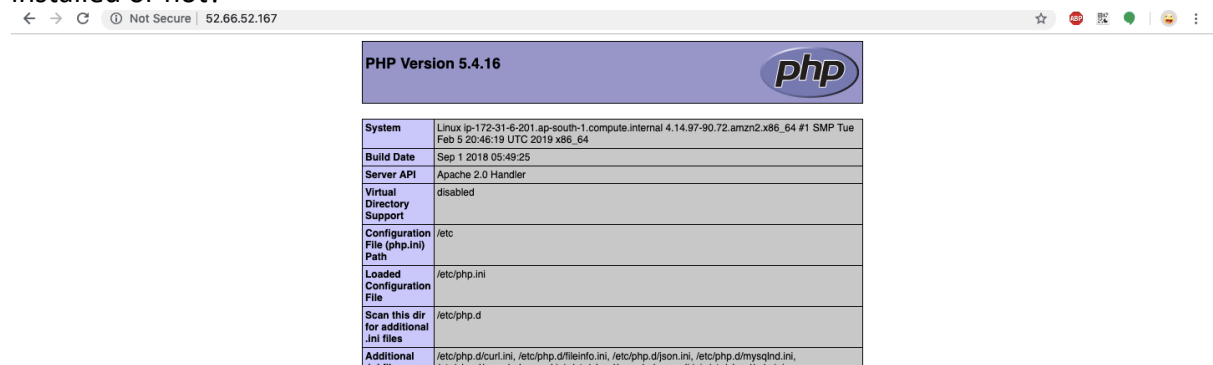 installed or not?
Not Secure | 52.66.52.167
ABP
PHP Version 5.4.16
php
System
Linux ip-172-31-6-201.ap-south-1.compute.internal 4.14.97-90.72.amzn2.x86_64 #1 SMP Tue
Feb 5 20:46:19 UTC 2019 x86_64
Build Date
Sep 1 2018 05:49:25
Server API
Apache 2.0 Handler
Virtual
Directory
Support
disabled
Configuration
File (php.ini)
Path
/etc
Loaded
Configuration
File
/etc/php.ini
Scan this dir
for additional
.ini files
/etc/php.d
Additional
/etc/php.d/curl.ini, /etc/php.d/fileinfo.ini, /etc/php.d/json.ini, /etc/php.d/mysqlnd.ini,